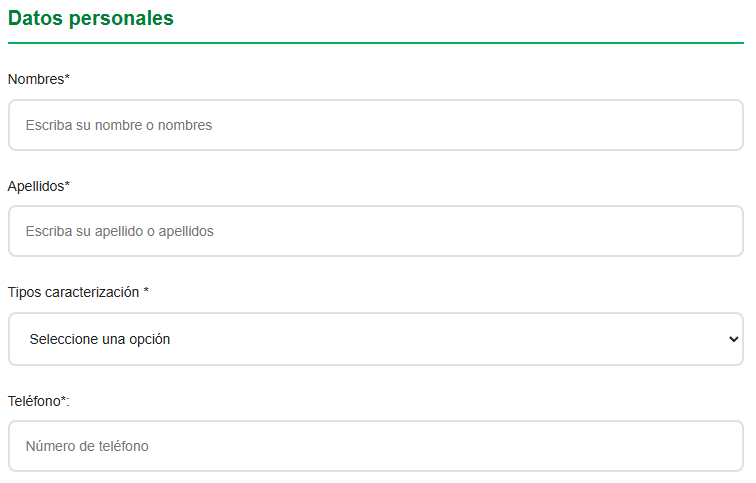 Datos personales
Nombres*
Escriba su nombre o nombres
Apellidos*
Escriba su apellido o apellidos
Tipos caracterización *
Seleccione una opción
Teléfono*:
Número de teléfono